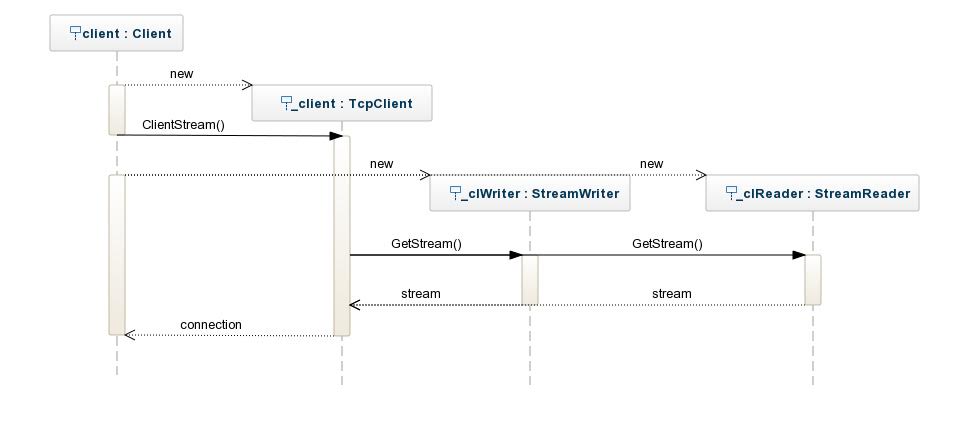 client : Client
new
_client : TcpClient
ClientStream()
new
new
_clWriter : StreamWriter
_clReader : StreamReader
GetStream()
GetStream()
stream
stream
connection